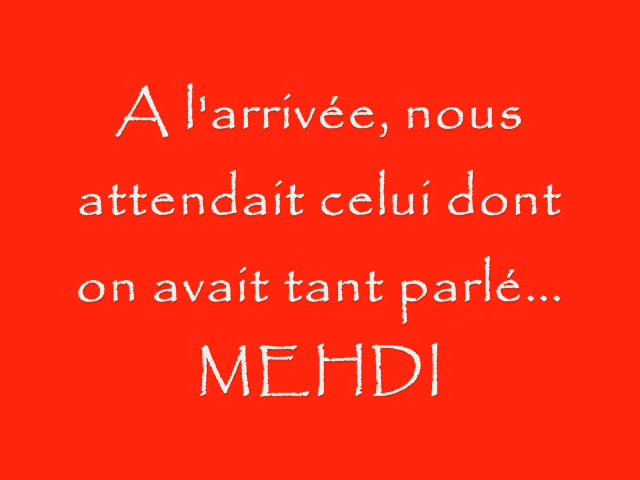 A l'arrivée, nous
attendait celui dont
on avait tant parlé...
MEHDI